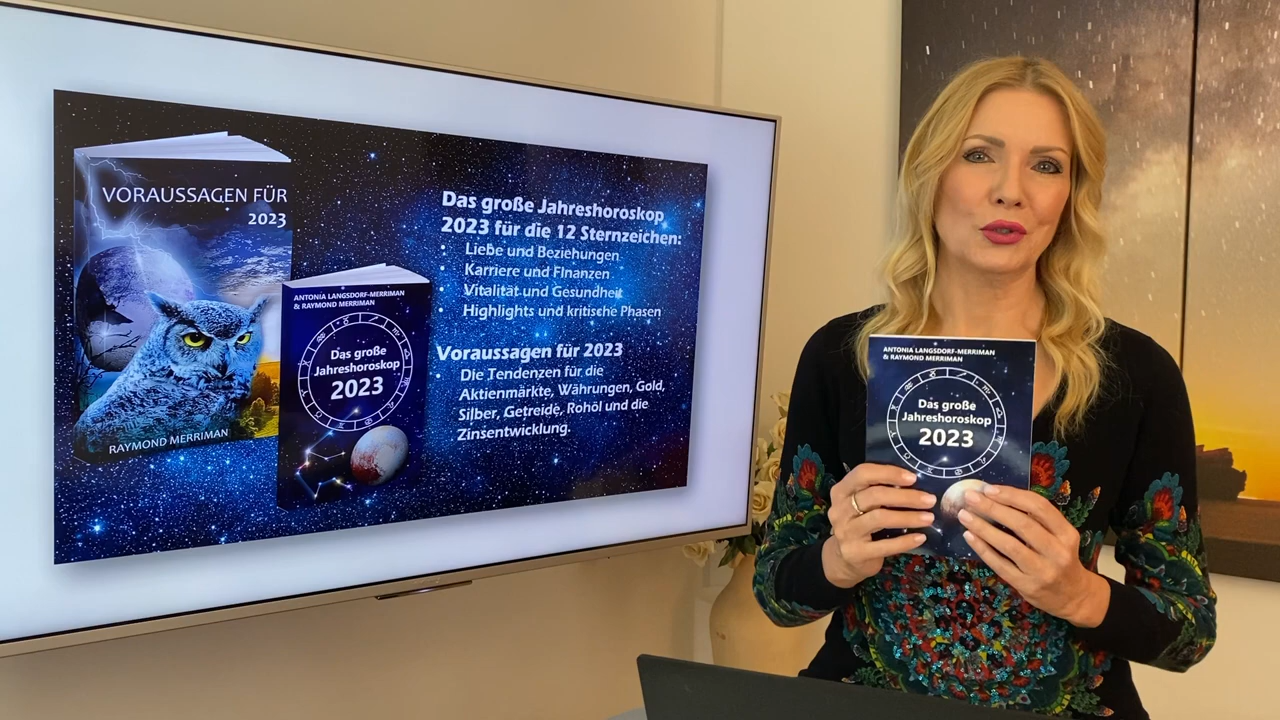 VORAUSSAGEN FÜR
2023
RAYMOND MERRIMAN
ANTONIA LANGSDORF-MERRIMAN
& RAYMOND MERRIMAN
Das große
Jahreshoroskop
2023
Das große Jahreshoroskop
2023 für die 12 Sternzeichen:
• Liebe und Beziehungen
• Karriere und Finanzen
• Vitalität und Gesundheit
• Highlights und kritische Phasen
Voraussagen für 2023
• Die Tendenzen für die
Aktienmärkte, Währungen, Gold,
Silber, Getreide, Rohöl und die
Zinsentwicklung.
ANTONIA LANGSDORF-MERRIMAN
& RAYMOND MERRIMAN
Das große
Jahreshoroskop
2023